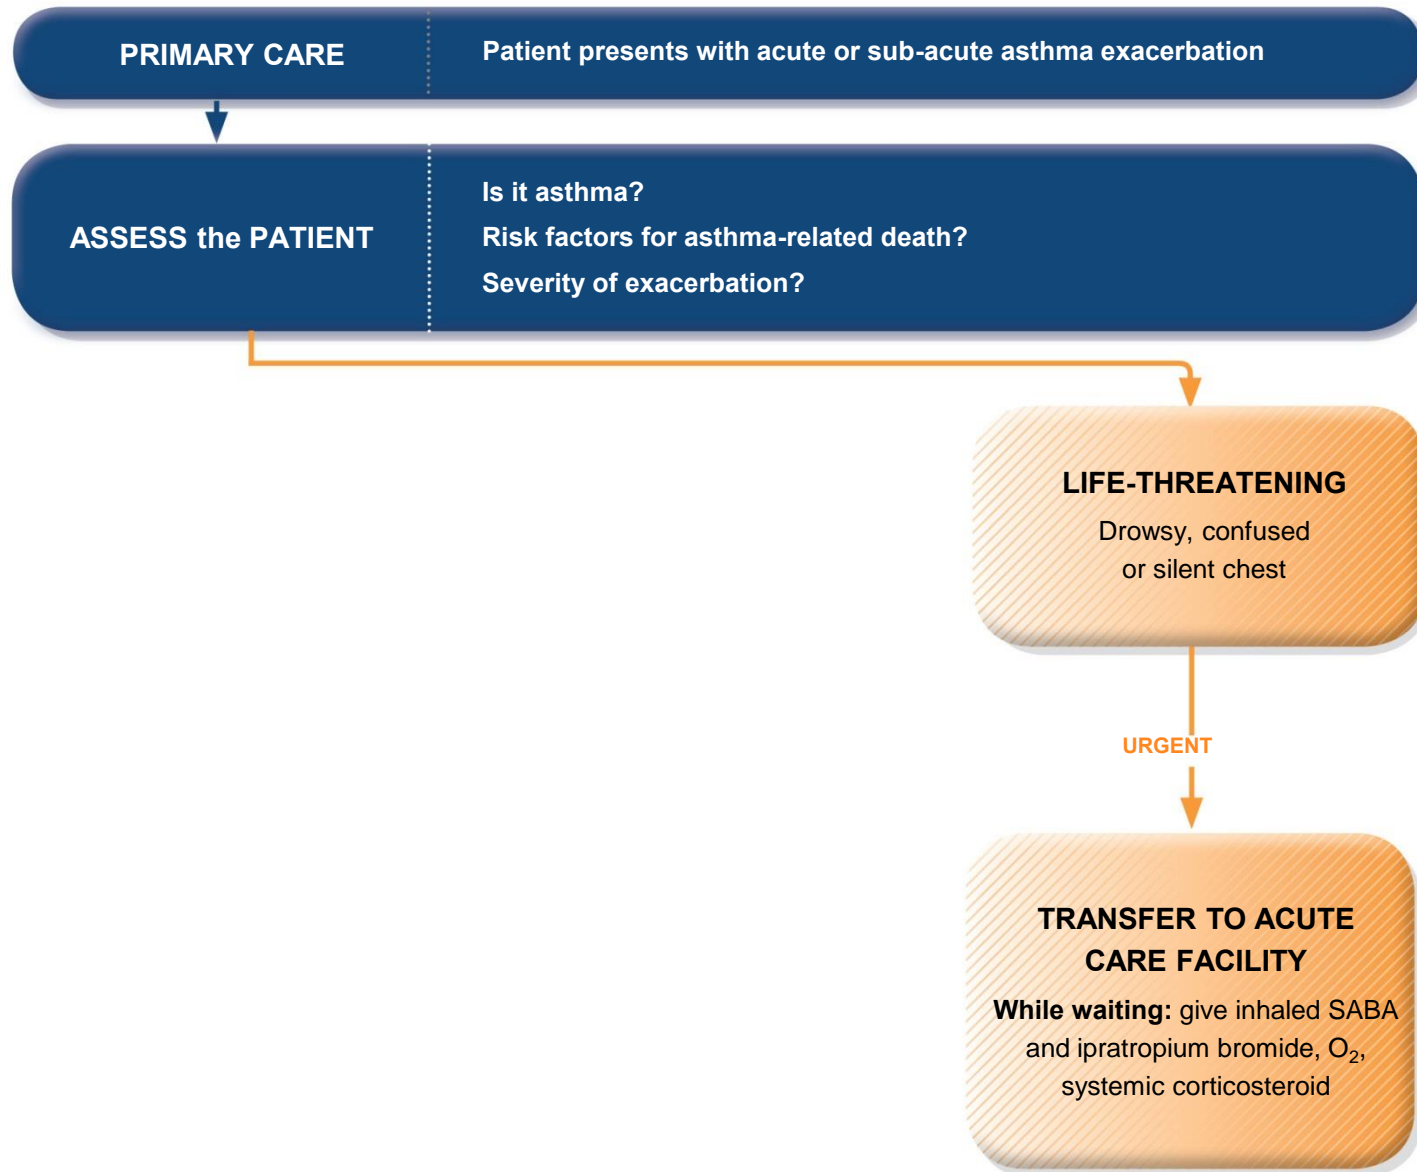 PRIMARY CARE
Patient presents with acute or sub-acute asthma exacerbation
ASSESS the PATIENT
Is it asthma?
Risk factors for asthma-related death?
Severity of exacerbation?
LIFE-THREATENING
Drowsy, confused
or silent chest
URGENT
TRANSFER TO ACUTE
CARE FACILITY
While waiting: give inhaled SABA
and ipratropium bromide, O₂,
systemic corticosteroid